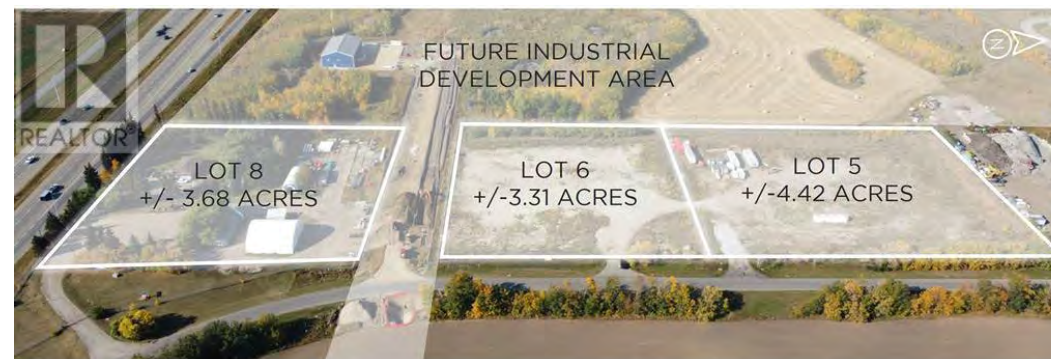 REALTOR®
FUTURE INDUSTRIAL
DEVELOPMENT AREA
N
LOT 8
+/- 3.68 ACRES
LOT 6
+/-3.31 ACRES
LOT 5
+/-4.42 ACRES